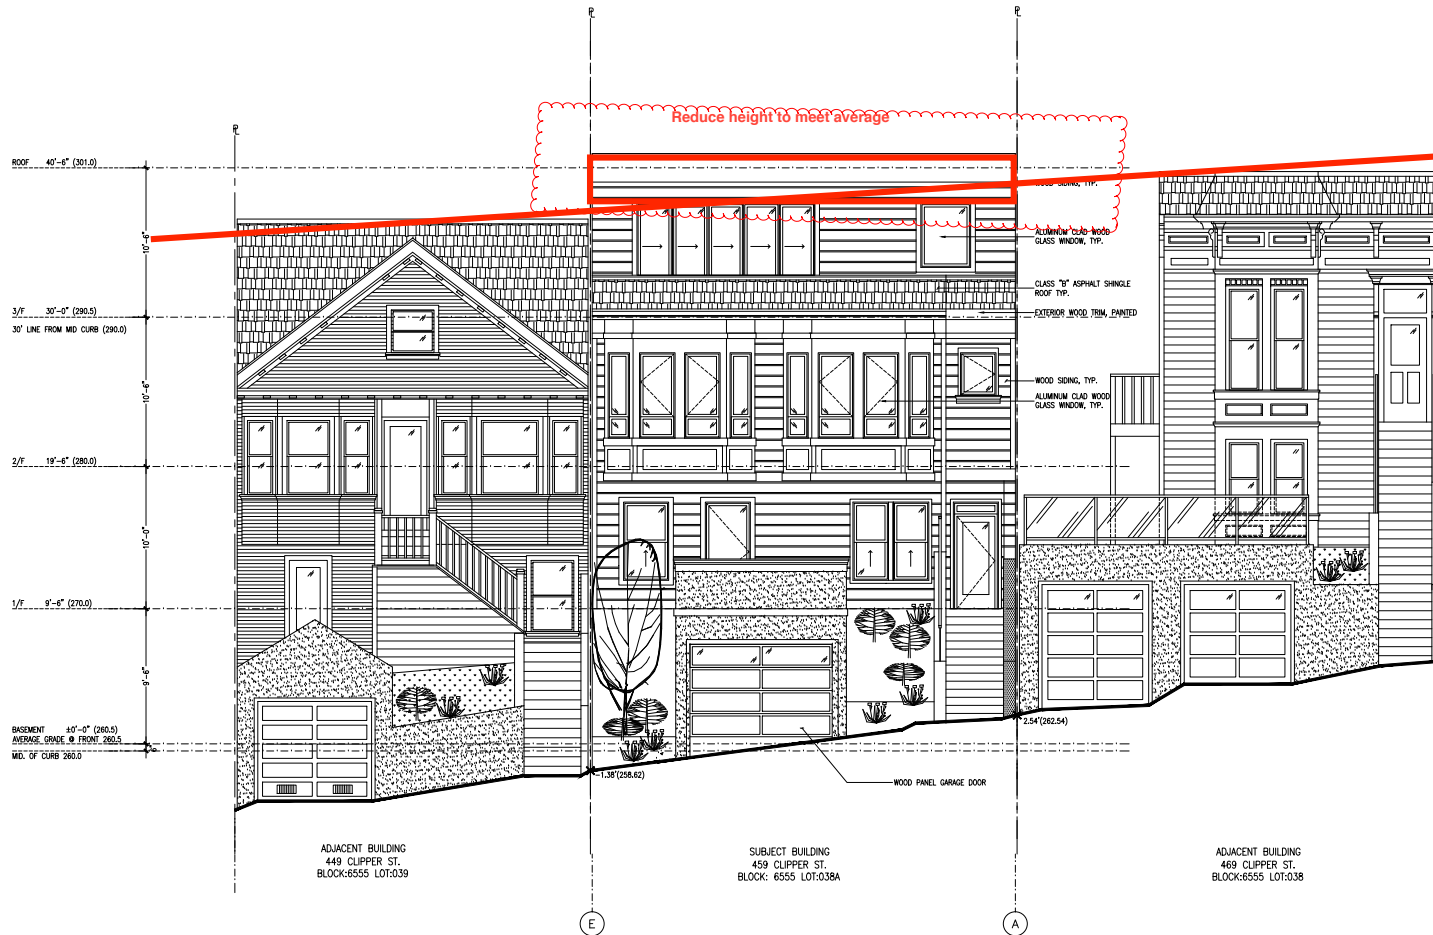 PL
PL
PL
Reduce height to meet average
ROOF 40'-6" (301.0)
WOOD SIDING, TYP.
10'-6"
ALUMINUM CLAD WOOD
GLASS WINDOW, TYP.
CLASS "B" ASPHALT SHINGLE
ROOF TYP.
3/F 30'-0" (290.5)
EXTERIOR WOOD TRIM, PAINTED
30' LINE FROM MID CURB (290.0)
10'-6"
WOOD SIDING, TYP.
ALUMINUM CLAD WOOD
GLASS WINDOW, TYP.
2/F 19'-6" (280.0)
10'-0"
1/F 9'-6" (270.0)
9'-6"
2.54'(262.54)
BASEMENT ±0'-0" (260.5)
AVERAGE GRADE @ FRONT 260.5
MID. OF CURB 260.0
-1.38'(258.62)
WOOD PANEL GARAGE DOOR
ADJACENT BUILDING
449 CLIPPER ST.
BLOCK:6555 LOT:039
SUBJECT BUILDING
459 CLIPPER ST.
BLOCK: 6555 LOT:038A
ADJACENT BUILDING
469 CLIPPER ST.
BLOCK:6555 LOT:038
E
A